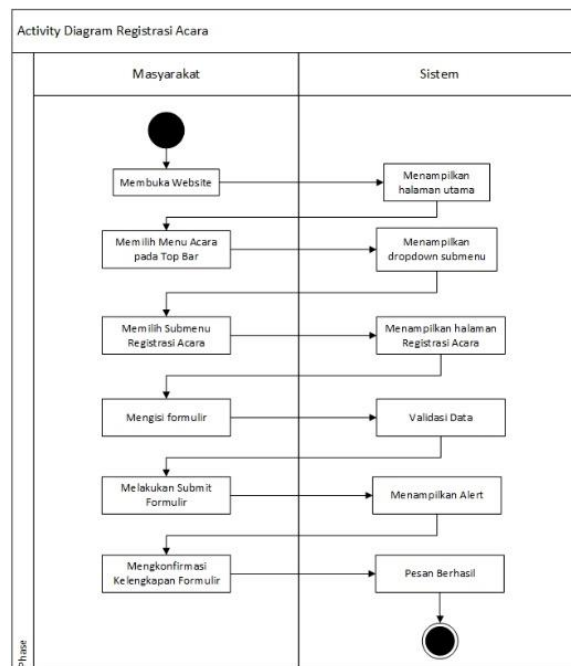 Activity Diagram Registrasi Acara
Masyarakat
Sistem
Membuka Website
Menampilkan
halaman utama
Memilih Menu Acara
pada Top Bar
Menampilkan
dropdown submenu
Memilih Submenu
Registrasi Acara
Menampilkan halaman
Registrasi Acara
Mengisi formulir
Validasi Data
Melakukan Submit
Formulir
Menampilkan Alert
Mengkonfirmasi
Kelengkapan Formulir
Pesan Berhasil
Phase